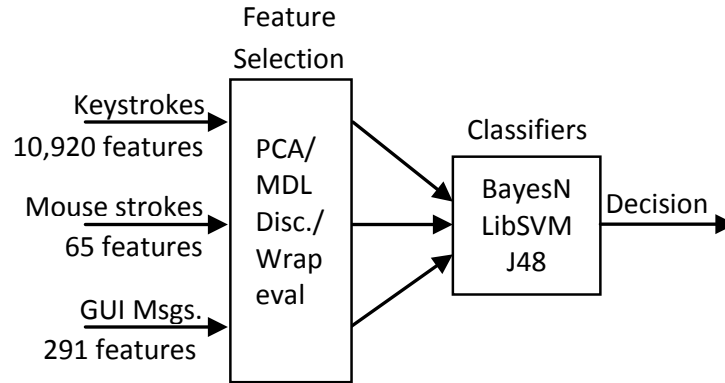 Feature
Selection
Keystrokes
10,920 features
Mouse strokes
65 features
GUI Msgs.
291 features
PCA/
MDL
Disc./
Wrap
eval
Classifiers
BayesN
LibSVM
J48
Decision